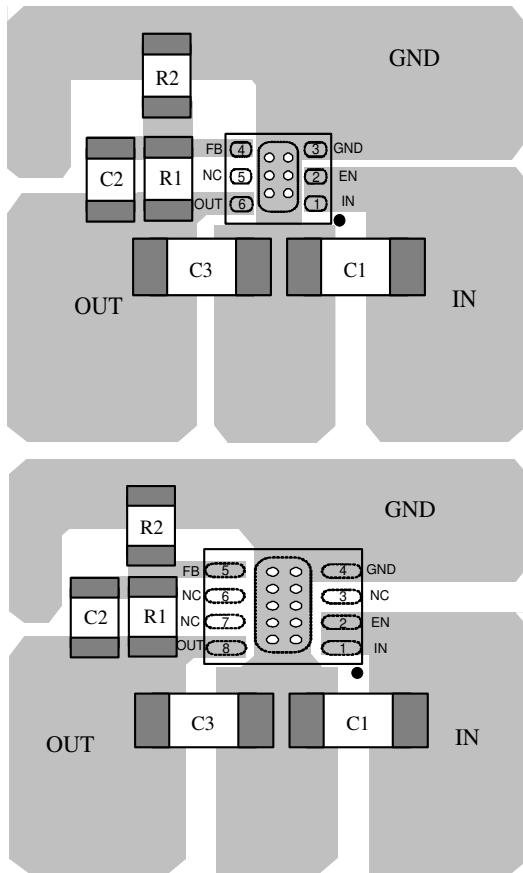 GND
R2
FB 4 3 GND
C2 R1 NC 5 2 EN
OUT 6 1 IN
C3 C1
OUT IN
GND
R2
FB 5 4 GND
NC 6 3 NC
C2 R1 NC 7 2 EN
OUT 8 1 IN
C3 C1
OUT IN